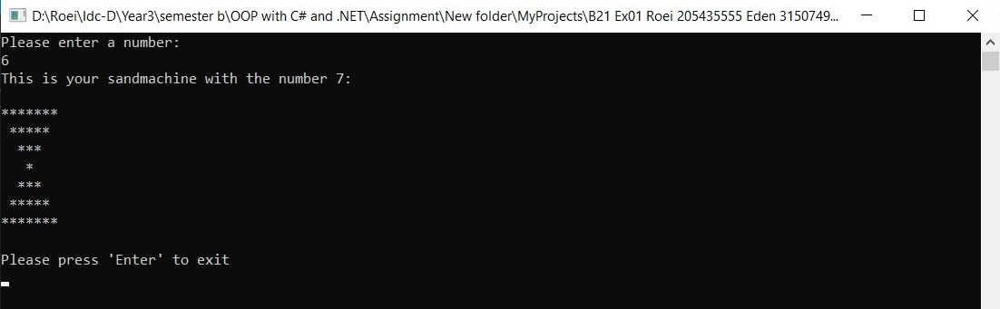 D:\Roei\Idc-D\Year3\semester b\OOP with C# and .NET\Assignment\New folder\MyProjects\B21 Ex01 Roei 205435555 Eden 3150749...
Please enter a number:
6
This is your sandmachine with the number 7:
*******
 *****
  ***
   *
  ***
 *****
*******
Please press 'Enter' to exit